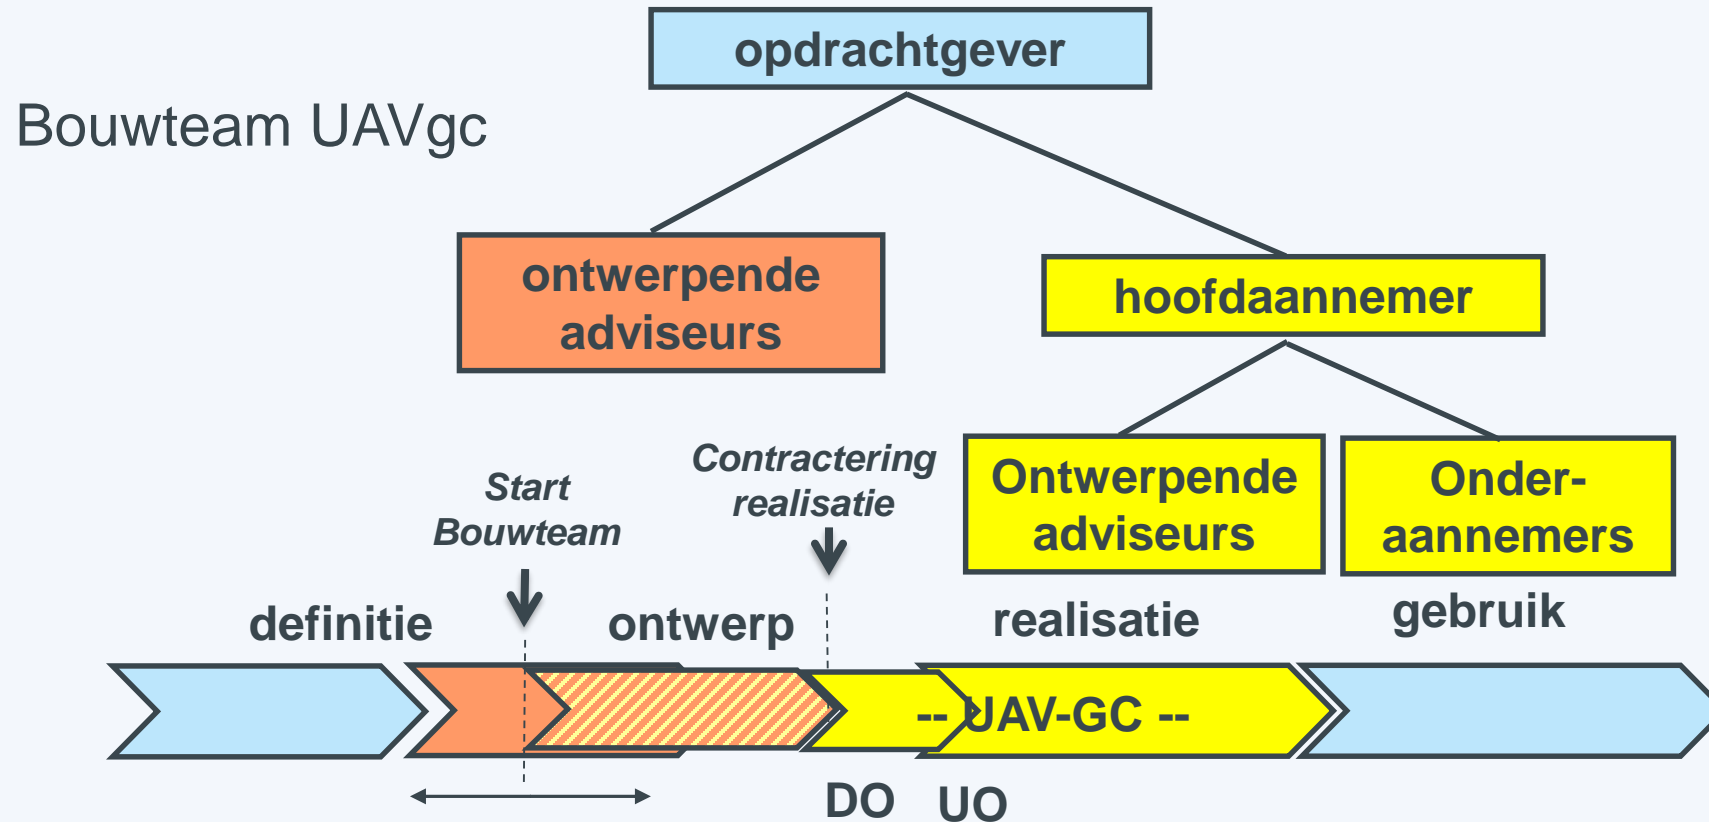 opdrachtgever
Bouwteam UAVgc
ontwerpende
adviseurs
hoofdaannemer
Contractering
realisatie
Start
Bouwteam
Ontwerpende
adviseurs
Onder-
aannemers
definitie
ontwerp
realisatie
gebruik
-- UAV-GC --
DO
UO